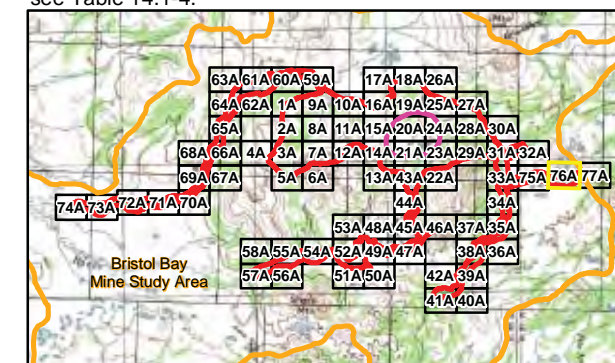 see Table 14.1-4.
63A 61A 60A 59A 17A 18A 26A
64A 62A 1A 9A 10A 16A 19A 25A 27A
65A 2A 8A 11A 15A 20A 24A 28A 30A
68A 66A 4A 3A 7A 12A 14A 21A 23A 29A 31A 32A
69A 67A 5A 6A 13A 43A 22A 33A 75A 76A 77A
74A 73A 72A 71A 70A 44A 34A
53A 48A 45A 46A 37A 35A
58A 55A 54A 52A 49A 47A 38A 36A
Bristol Bay
Mine Study Area
57A 56A 51A 50A 42A 39A
41A 40A